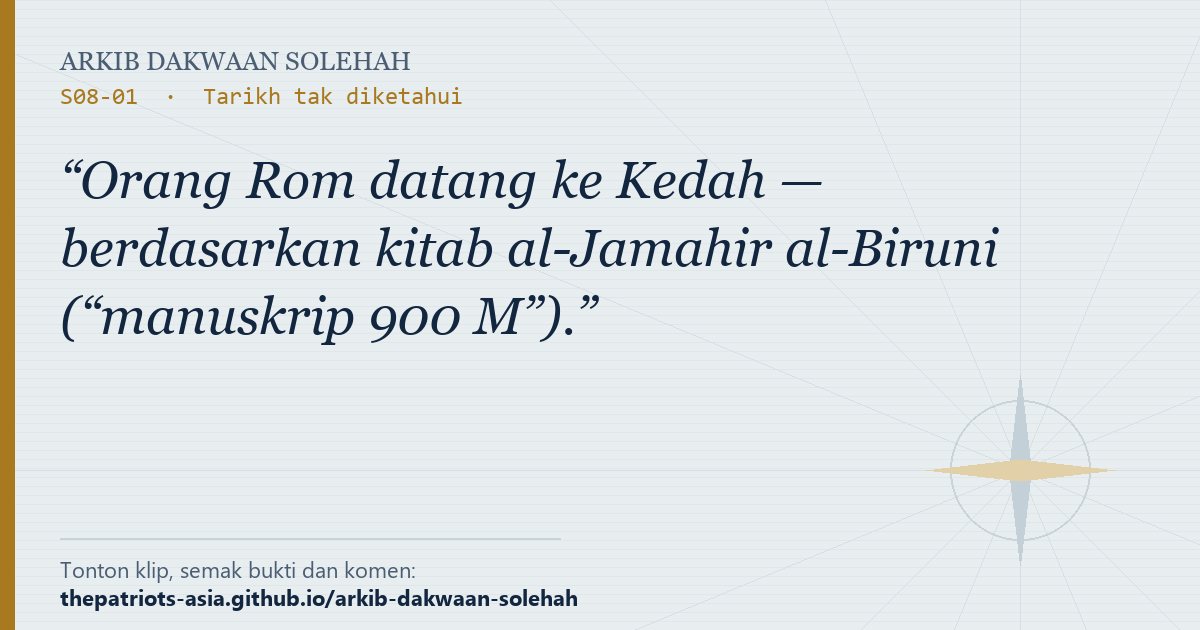 ARKIB DAKWAAN SOLEHAH
S08-01 · Tarikh tak diketahui
“Orang Rom datang ke Kedah —
berdasarkan kitab al-Jamahir al-Biruni
(“manuskrip 900 M”).”
Tonton klip, semak bukti dan komen:
thepatriots-asia.github.io/arkib-dakwaan-solehah